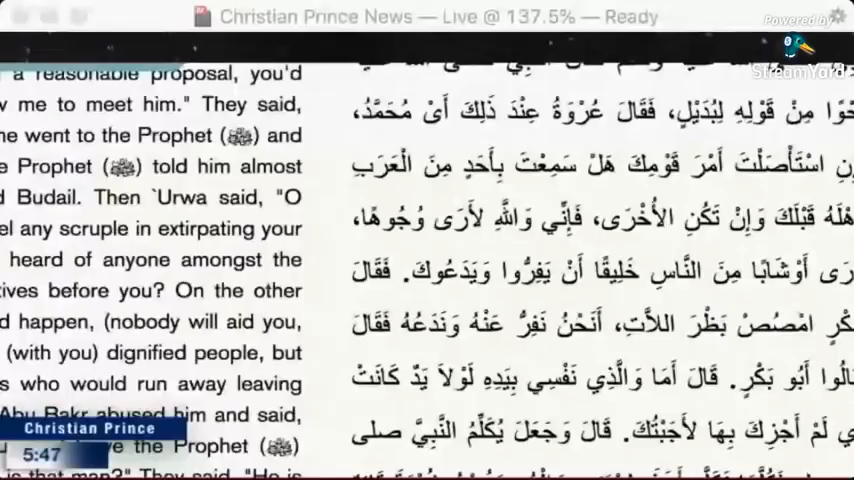 Christian Prince News — Live @ 137.5% — Ready
Powered by
StreamYard
a reasonable proposal, you'd
me to meet him." They said,
he went to the Prophet (ﷺ) and
Prophet (ﷺ) told him almost
Budail. Then `Urwa said, "O
any scruple in extirpating your
heard of anyone amongst the
tives before you? On the other
happen, (nobody will aid you,
(with you) dignified people, but
who would run away leaving
Abu Bakr abused him and said,
the Prophet (ﷺ)
is that man?" They said, "He is
مِنْ قَوْلِهِ لِبُدَيْلٍ، فَقَالَ عُرْوَةُ عِنْدَ ذَلِكَ أَىْ مُحَمَّدُ،
اسْتَأْصَلْتَ أَمْرَ قَوْمِكَ هَلْ سَمِعْتَ بِأَحَدٍ مِنَ الْعَرَبِ
قَبْلَكَ وَإِنْ تَكُنِ الأُخْرَى، فَإِنِّي وَاللَّهِ لأَرَى وُجُوهًا،
أَوْشَابًا مِنَ النَّاسِ خَلِيقًا أَنْ يَفِرُّوا وَيَدَعُوكَ. فَقَالَ
امْصُصْ بَظْرَ اللاَّتِ، أَنَحْنُ نَفِرُّ عَنْهُ وَنَدَعُهُ فَقَالَ
أَبُو بَكْرٍ. قَالَ أَمَا وَالَّذِي نَفْسِي بِيَدِهِ لَوْلاَ يَدٌ كَانَتْ
لَمْ أَجْزِكَ بِهَا لأَجَبْتُكَ. قَالَ وَجَعَلَ يُكَلِّمُ النَّبِيَّ صلى
Christian Prince
5:47